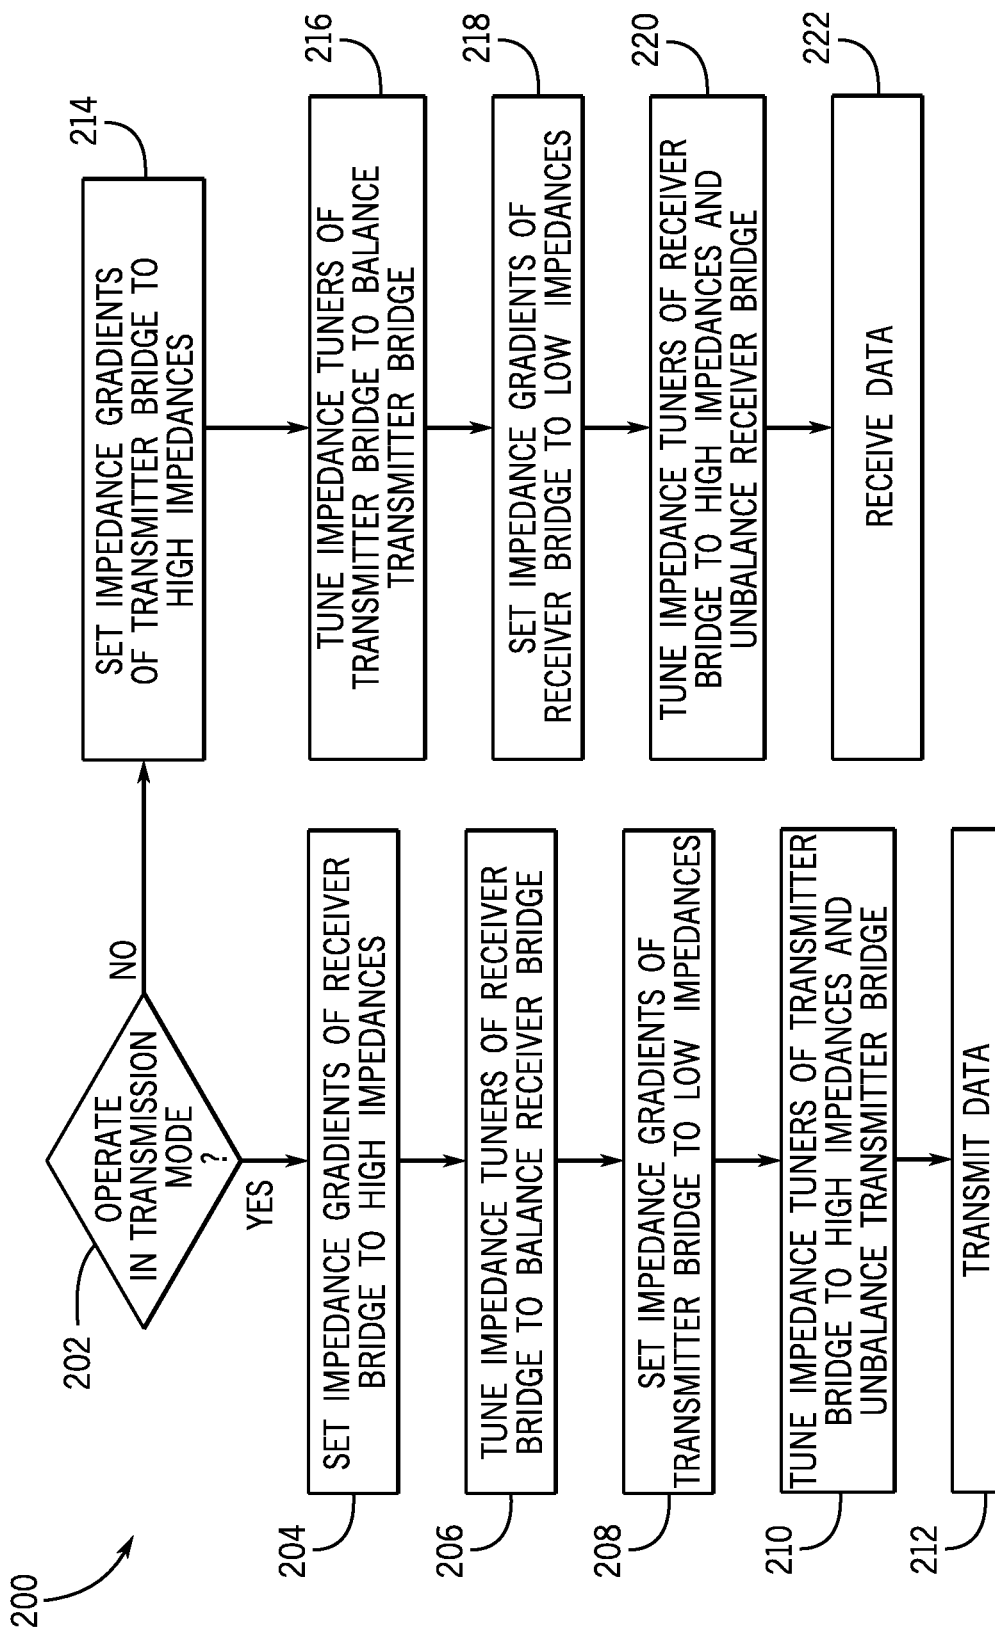 200
202
OPERATE
IN TRANSMISSION
MODE
?
NO
YES
204
SET IMPEDANCE GRADIENTS OF RECEIVER
BRIDGE TO HIGH IMPEDANCES
206
TUNE IMPEDANCE TUNERS OF RECEIVER
BRIDGE TO BALANCE RECEIVER BRIDGE
208
SET IMPEDANCE GRADIENTS OF
TRANSMITTER BRIDGE TO LOW IMPEDANCES
210
TUNE IMPEDANCE TUNERS OF TRANSMITTER
BRIDGE TO HIGH IMPEDANCES AND
UNBALANCE TRANSMITTER BRIDGE
212
TRANSMIT DATA
214
SET IMPEDANCE GRADIENTS
OF TRANSMITTER BRIDGE TO
HIGH IMPEDANCES
216
TUNE IMPEDANCE TUNERS OF
TRANSMITTER BRIDGE TO BALANCE
TRANSMITTER BRIDGE
218
SET IMPEDANCE GRADIENTS OF
RECEIVER BRIDGE TO LOW IMPEDANCES
220
TUNE IMPEDANCE TUNERS OF RECEIVER
BRIDGE TO HIGH IMPEDANCES AND
UNBALANCE RECEIVER BRIDGE
222
RECEIVE DATA